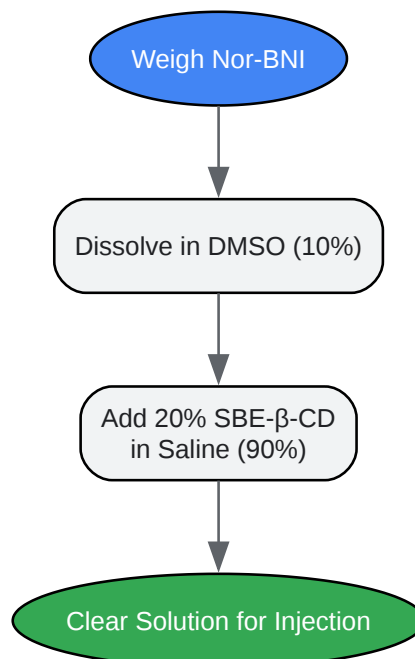 Weigh Nor-BNI
Dissolve in DMSO (10%)
Add 20% SBE-β-CD
in Saline (90%)
Clear Solution for Injection